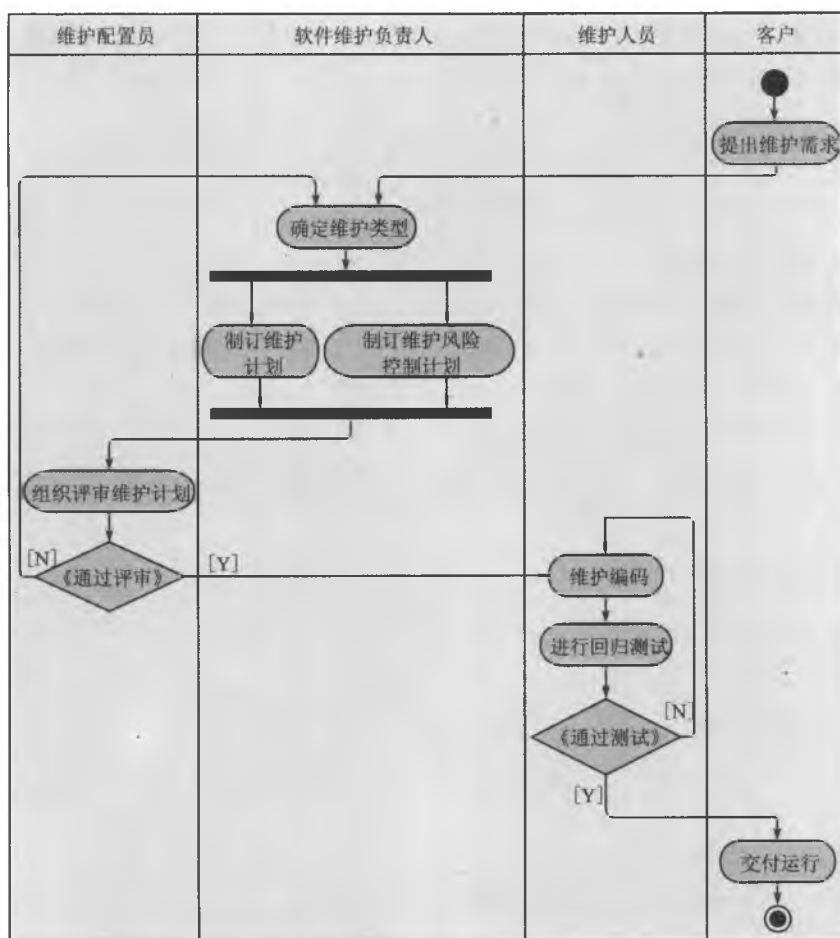 维护配置员
软件维护负责人
维护人员
客户
提出维护需求
确定维护类型
制订维护
计划
制订维护风险
控制计划
组织评审维护计划
[N]
《通过评审》
[Y]
维护编码
进行回归测试
《通过测试》
[N]
[Y]
交付运行